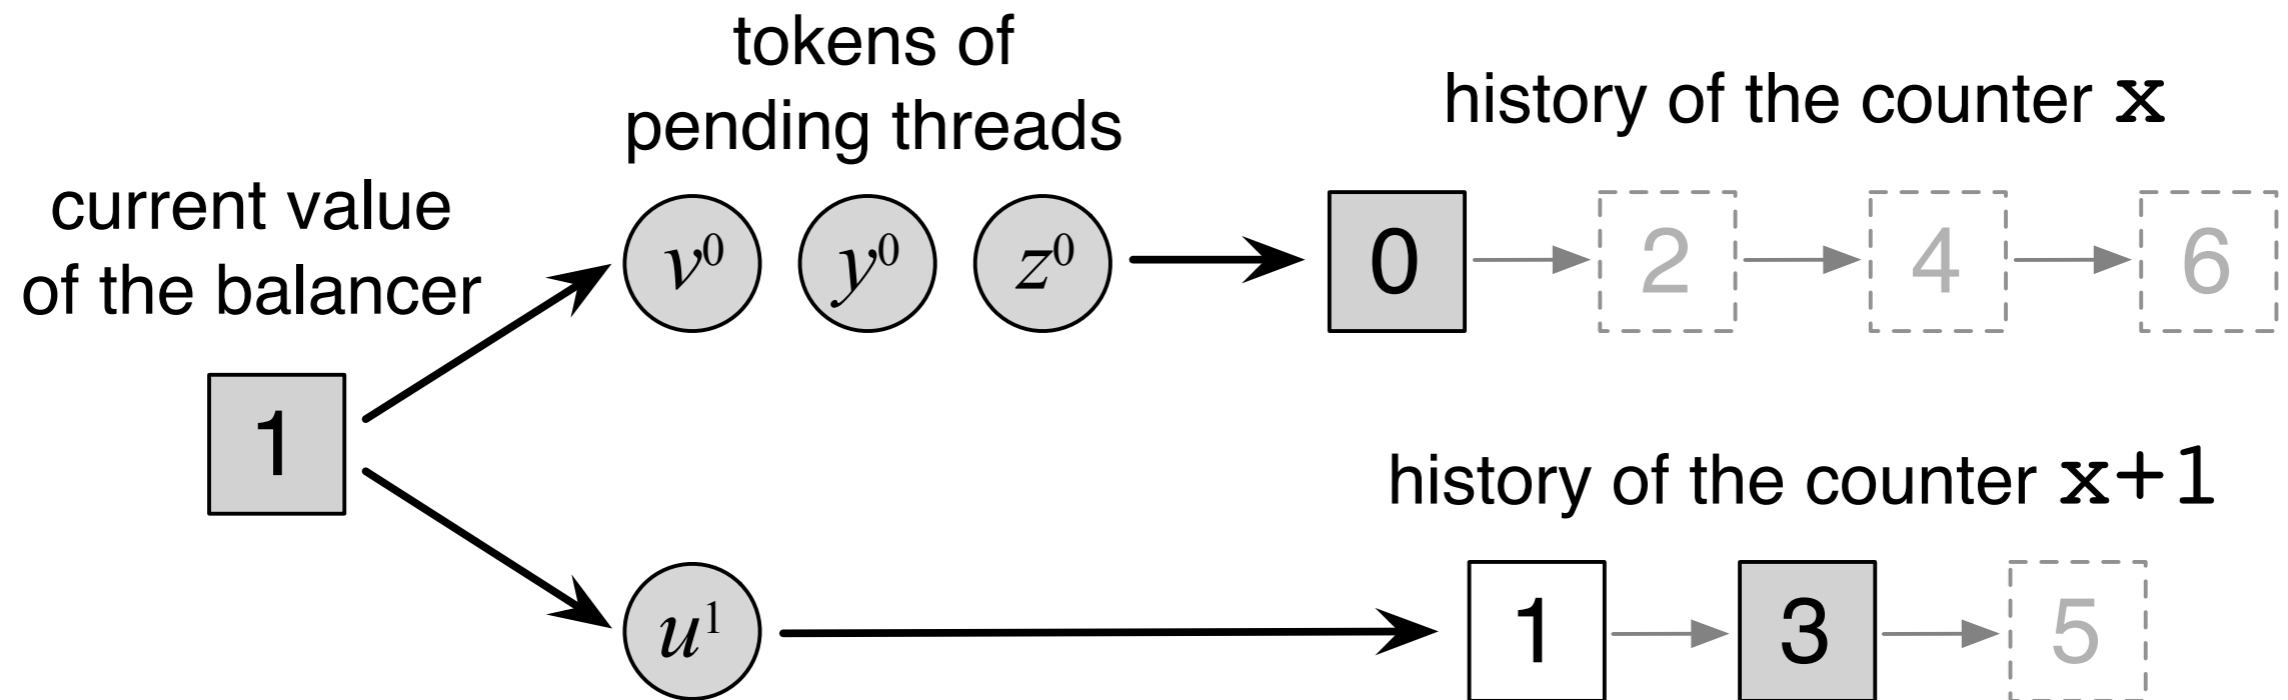 tokens of
pending threads
history of the counter x
current value
of the balancer
v⁰ y⁰ z⁰ 0 2 4 6
1
history of the counter x+1
u¹ 1 3 5